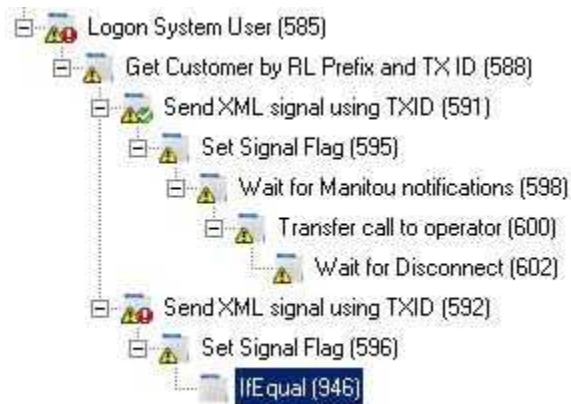 Logon System User (585)
Get Customer by RL Prefix and TX ID (588)
Send XML signal using TXID (591)
Set Signal Flag (595)
Wait for Manitou notifications (598)
Transfer call to operator (600)
Wait for Disconnect (602)
Send XML signal using TXID (592)
Set Signal Flag (596)
IfEqual (946)